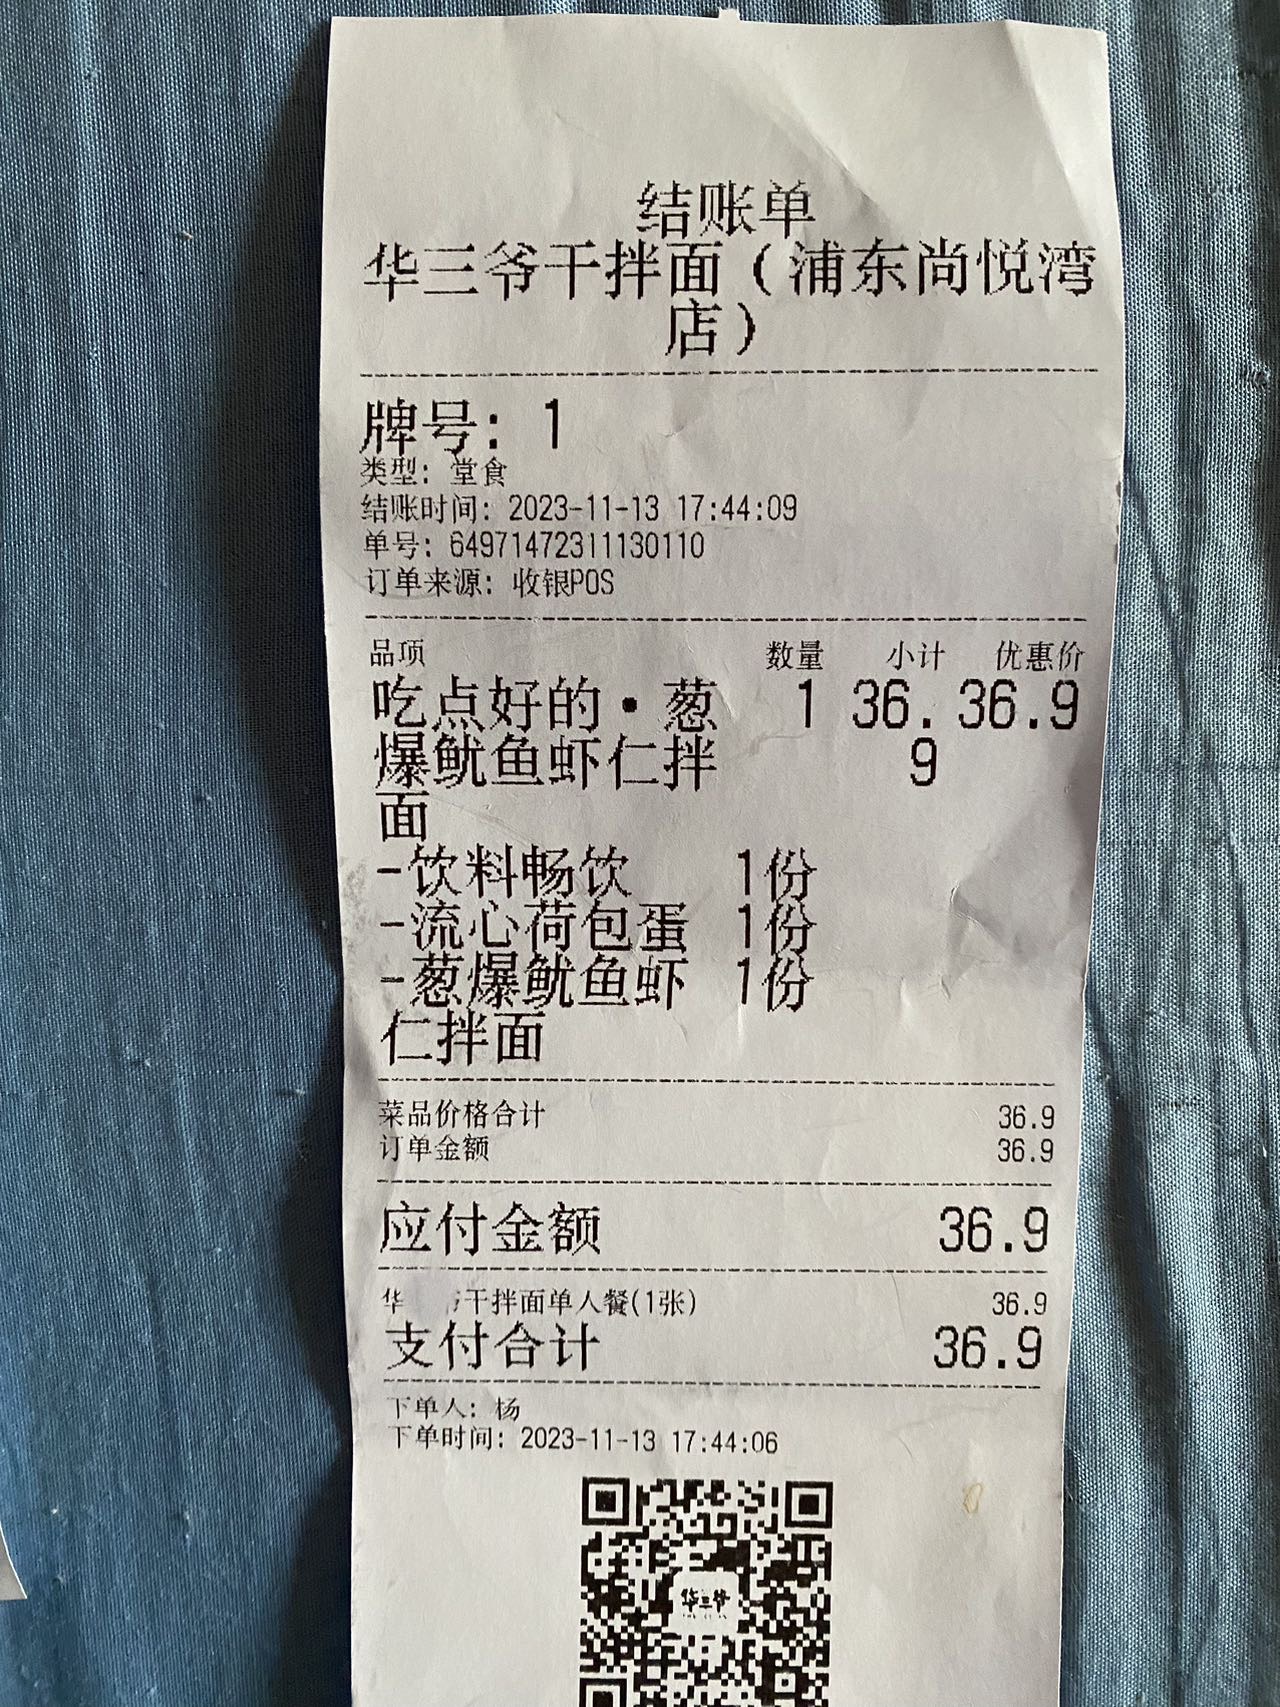 结账单
华三爷干拌面（浦东尚悦湾
店）
牌号：1
类型：堂食
结账时间：2023-11-13 17:44:09
单号：64971472311130110
订单来源：收银POS
品项 数量 小计 优惠价
吃点好的·葱 1 36. 36.9
爆鱿鱼虾仁拌 9
面
-饮料畅饮 1份
-流心荷包蛋 1份
-葱爆鱿鱼虾 1份
仁拌面
菜品价格合计 36.9
订单金额 36.9
应付金额 36.9
华 爷干拌面单人餐(1张) 36.9
支付合计 36.9
下单人：杨
下单时间：2023-11-13 17:44:06
华三爷